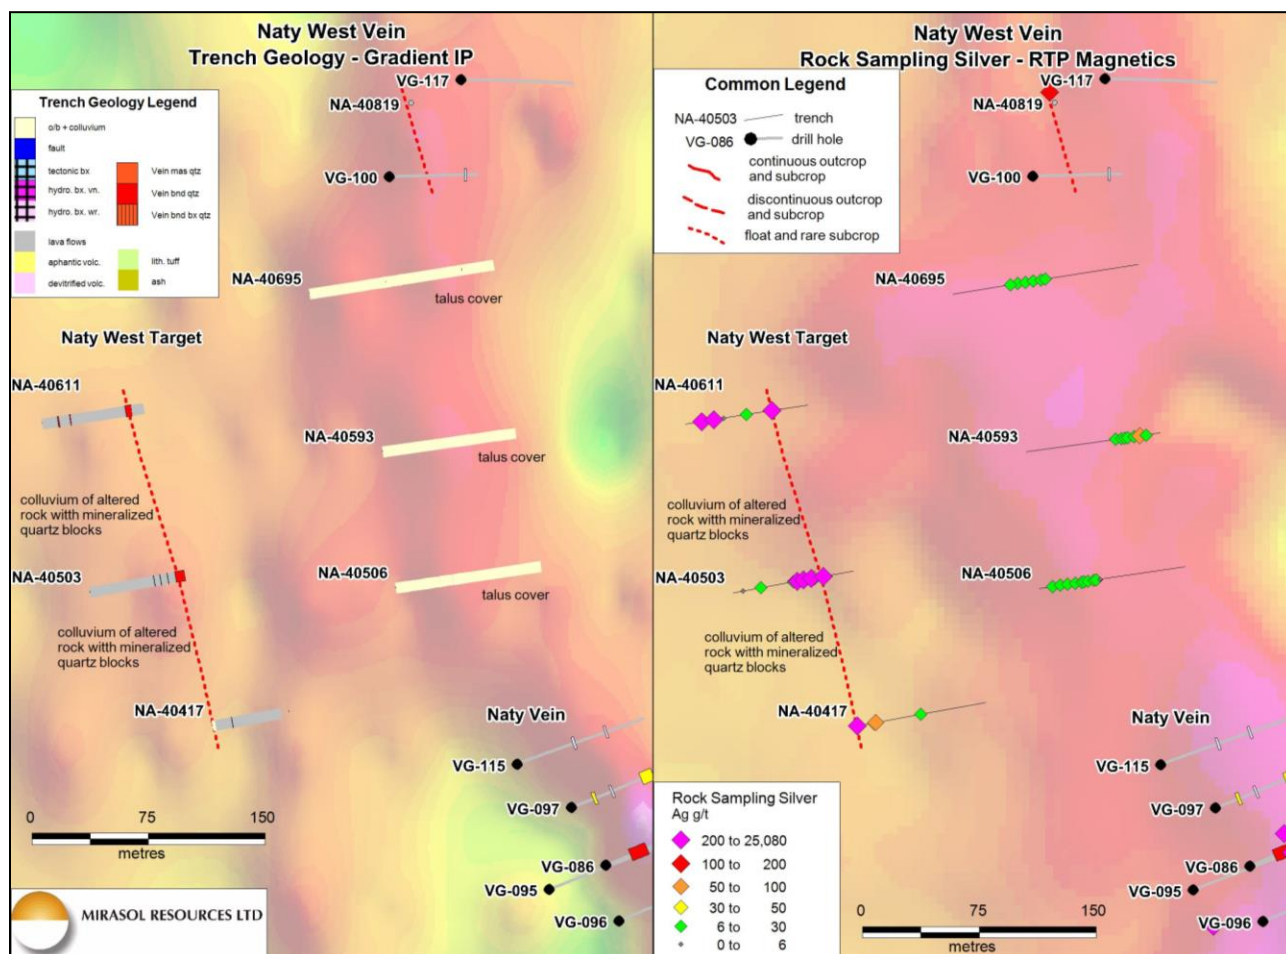 Naty West Vein
Trench Geology - Gradient IP
VG-117
NA-40819
VG-100
Trench Geology Legend
o/b + colluvium
fault
tectonic bx
hydro. bx. vn.
hydro. bx. wr.
lava flows
aphantic volc.
devitrified volc.
Vein mas qtz
Vein bnd qtz
Vein bnd bx qtz
lith. tuff
ash
NA-40695
talus cover
Naty West Target
NA-40611
NA-40593
talus cover
colluvium of altered
rock witth mineralized
quartz blocks
NA-40503
NA-40506
talus cover
colluvium of altered
rock witth mineralized
quartz blocks
NA-40417
Naty Vein
VG-115
VG-097
VG-086
VG-095
VG-096
0 75 150
metres
MIRASOL RESOURCES LTD
Naty West Vein
Rock Sampling Silver - RTP Magnetics
VG-117
NA-40819
VG-100
Common Legend
NA-40503 trench
VG-086 drill hole
continuous outcrop
and subcrop
discontinuous outcrop
and subcrop
float and rare subcrop
NA-40695
Naty West Target
NA-40611
NA-40593
colluvium of altered
rock witth mineralized
quartz blocks
NA-40503
NA-40506
colluvium of altered
rock witth mineralized
quartz blocks
NA-40417
Naty Vein
VG-115
VG-097
VG-086
VG-095
VG-096
Rock Sampling Silver
Ag g/t
200 to 25,080
100 to 200
50 to 100
30 to 50
6 to 30
0 to 6
0 75 150
metres